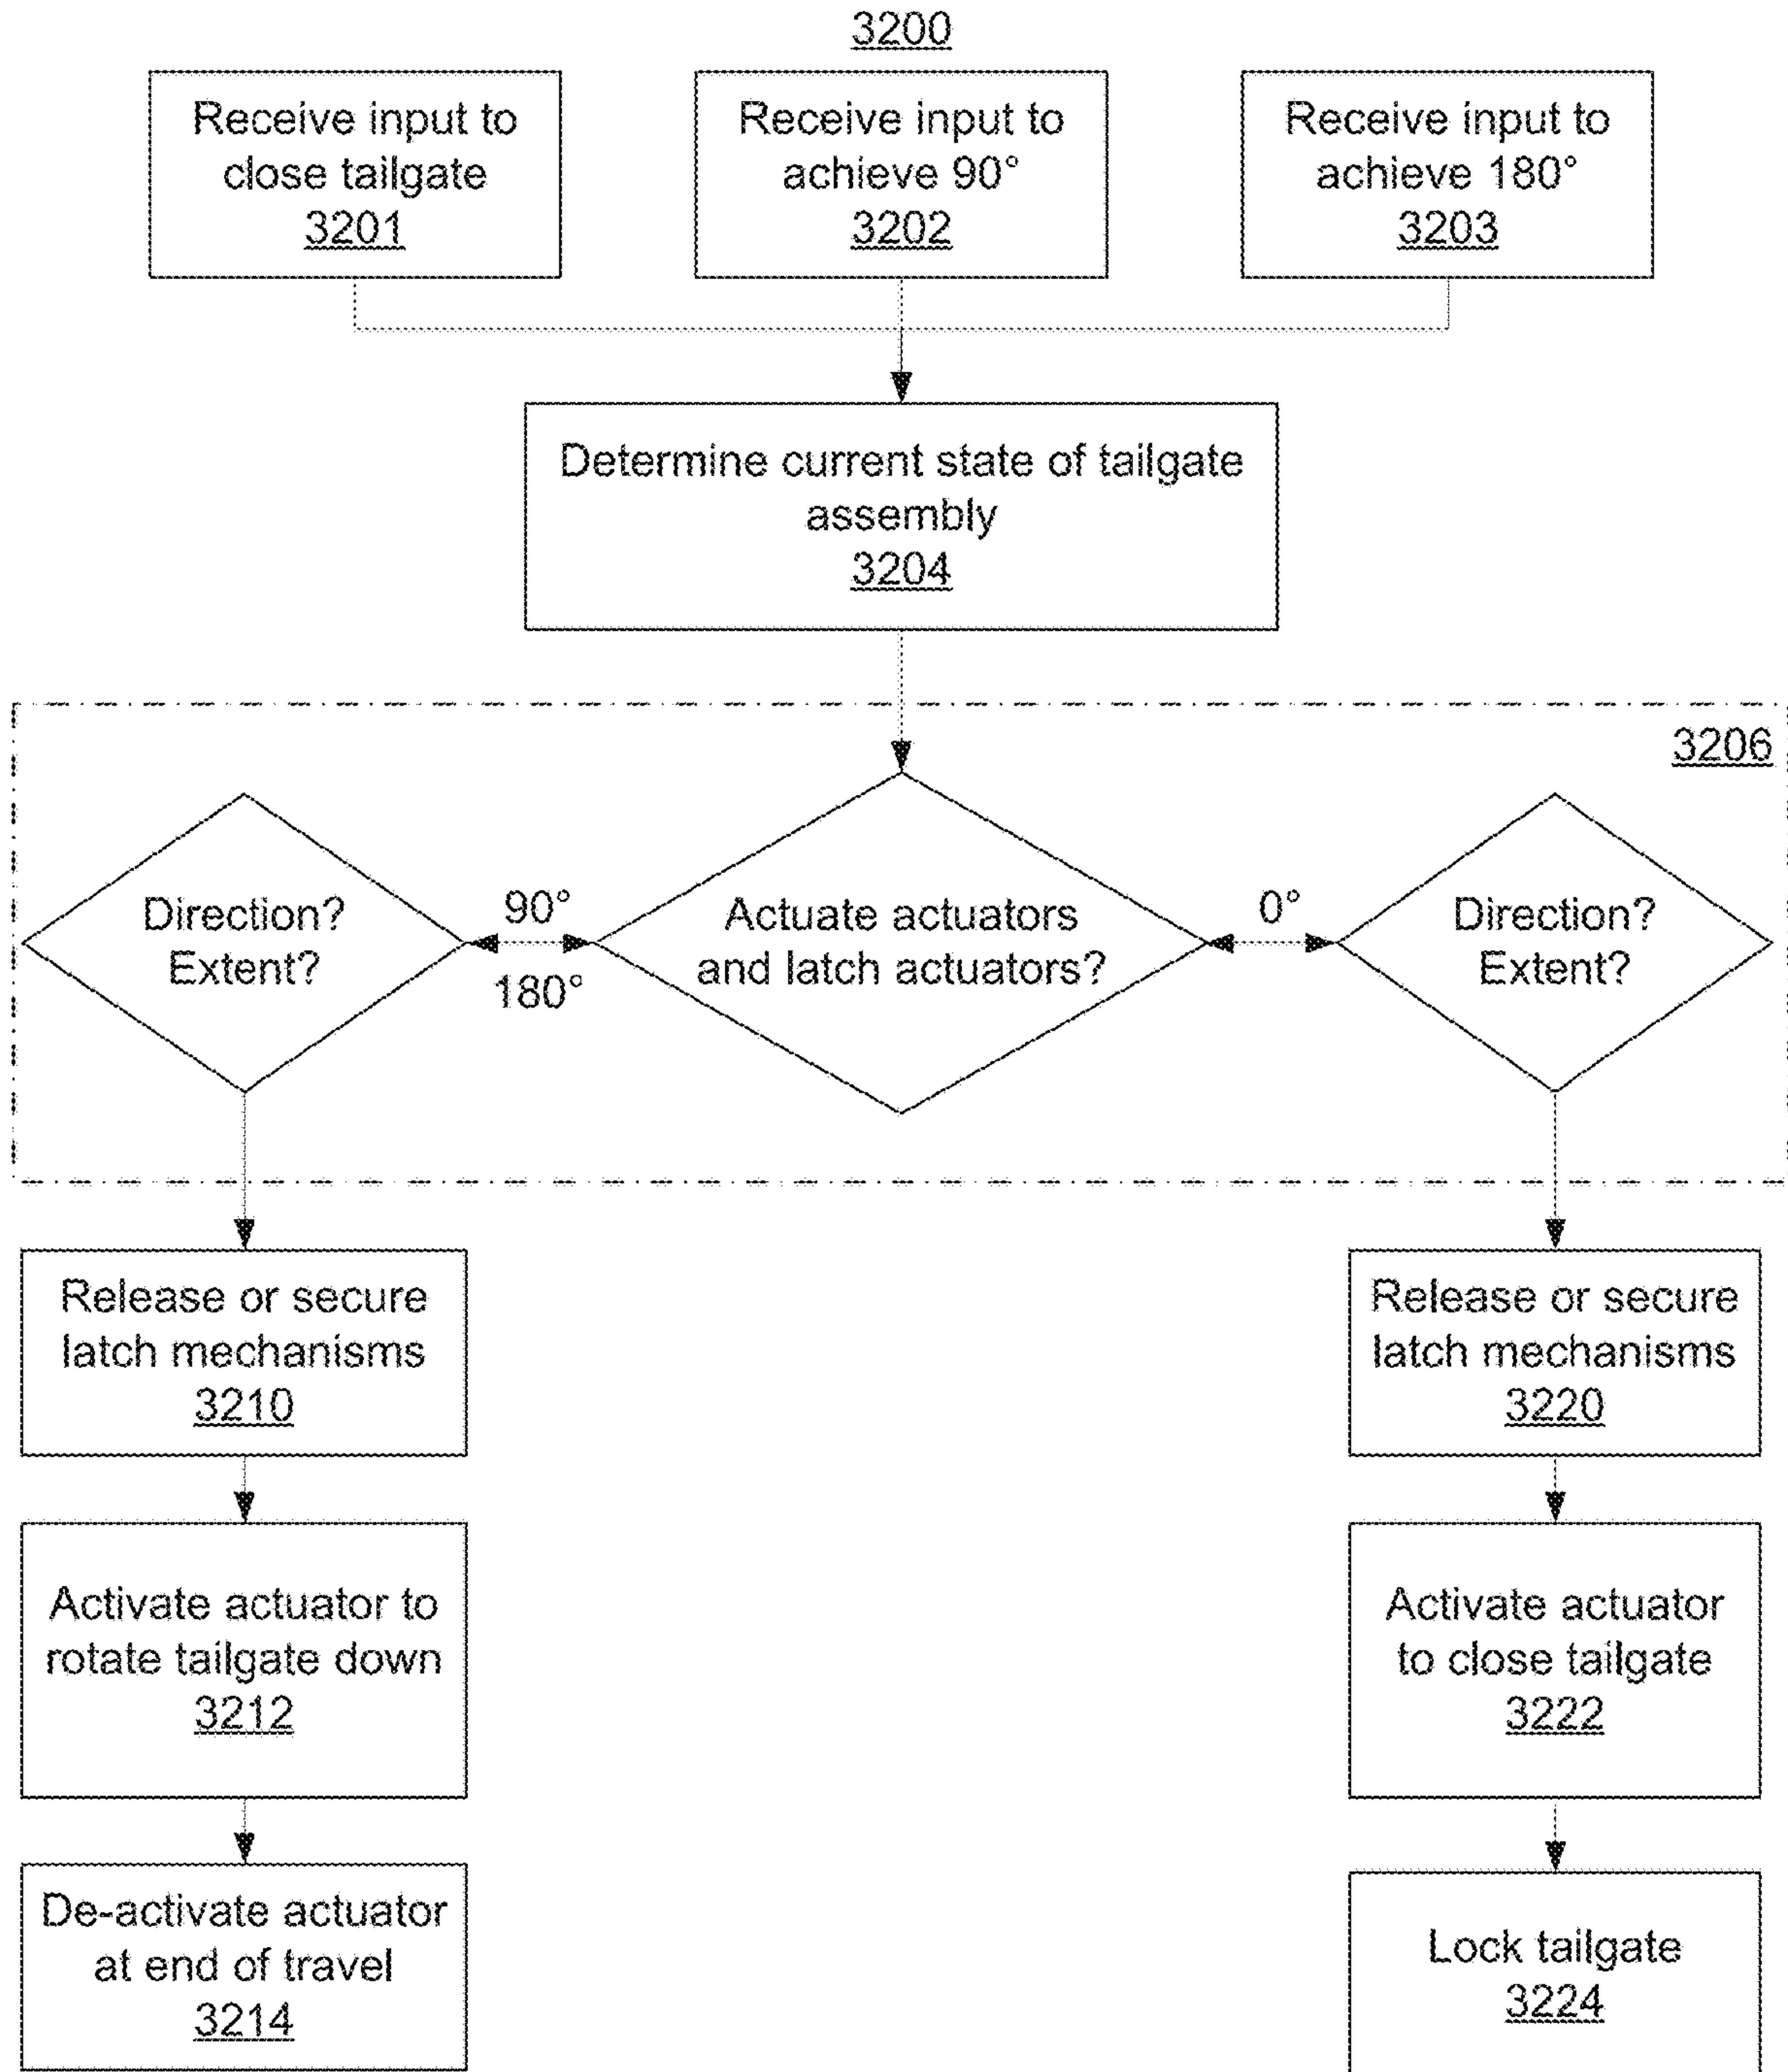 3200
Receive input to
close tailgate
3201
Receive input to
achieve 90°
3202
Receive input to
achieve 180°
3203
Determine current state of tailgate
assembly
3204
3206
Direction?
Extent?
90°
180°
Actuate actuators
and latch actuators?
0°
Direction?
Extent?
Release or secure
latch mechanisms
3210
Release or secure
latch mechanisms
3220
Activate actuator to
rotate tailgate down
3212
Activate actuator
to close tailgate
3222
De-activate actuator
at end of travel
3214
Lock tailgate
3224